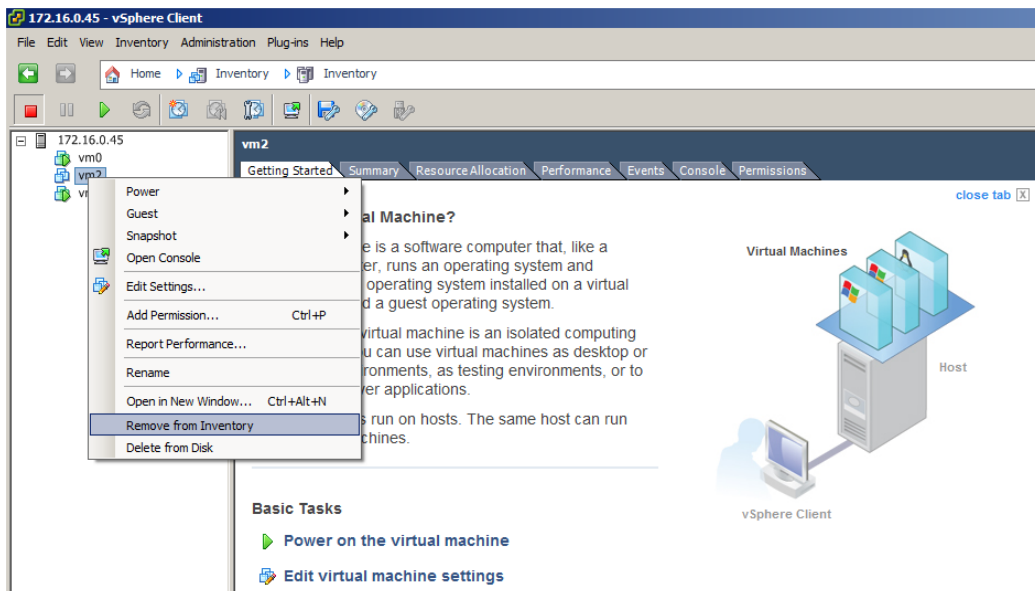 172.16.0.45 - vSphere Client
File Edit View Inventory Administration Plug-ins Help
Home Inventory Inventory
172.16.0.45
vm0
vm2
vm2
Getting Started Summary Resource Allocation Performance Events Console Permissions
close tab X
Power
Guest
Snapshot
Open Console
Edit Settings...
Add Permission... Ctrl+P
Report Performance...
Rename
Open in New Window... Ctrl+Alt+N
Remove from Inventory
Delete from Disk
al Machine?
e is a software computer that, like a
er, runs an operating system and
operating system installed on a virtual
d a guest operating system.
virtual machine is an isolated computing
u can use virtual machines as desktop or
ronments, as testing environments, or to
er applications.
s run on hosts. The same host can run
chines.
Virtual Machines
Host
vSphere Client
Basic Tasks
Power on the virtual machine
Edit virtual machine settings